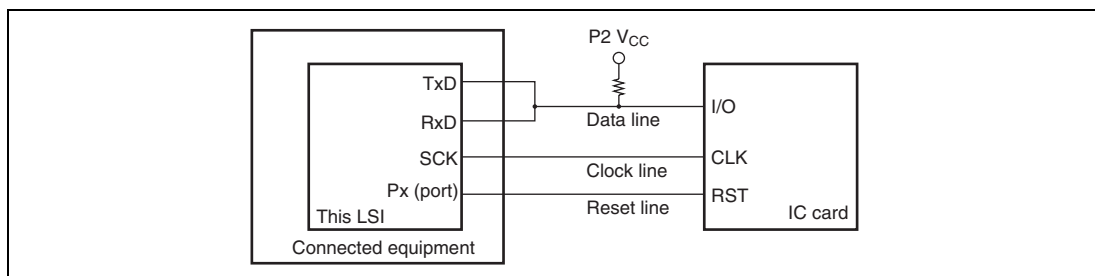 P2 VCC
TxD
RxD
SCK
Px (port)
This LSI
Connected equipment
Data line
Clock line
Reset line
I/O
CLK
RST
IC card